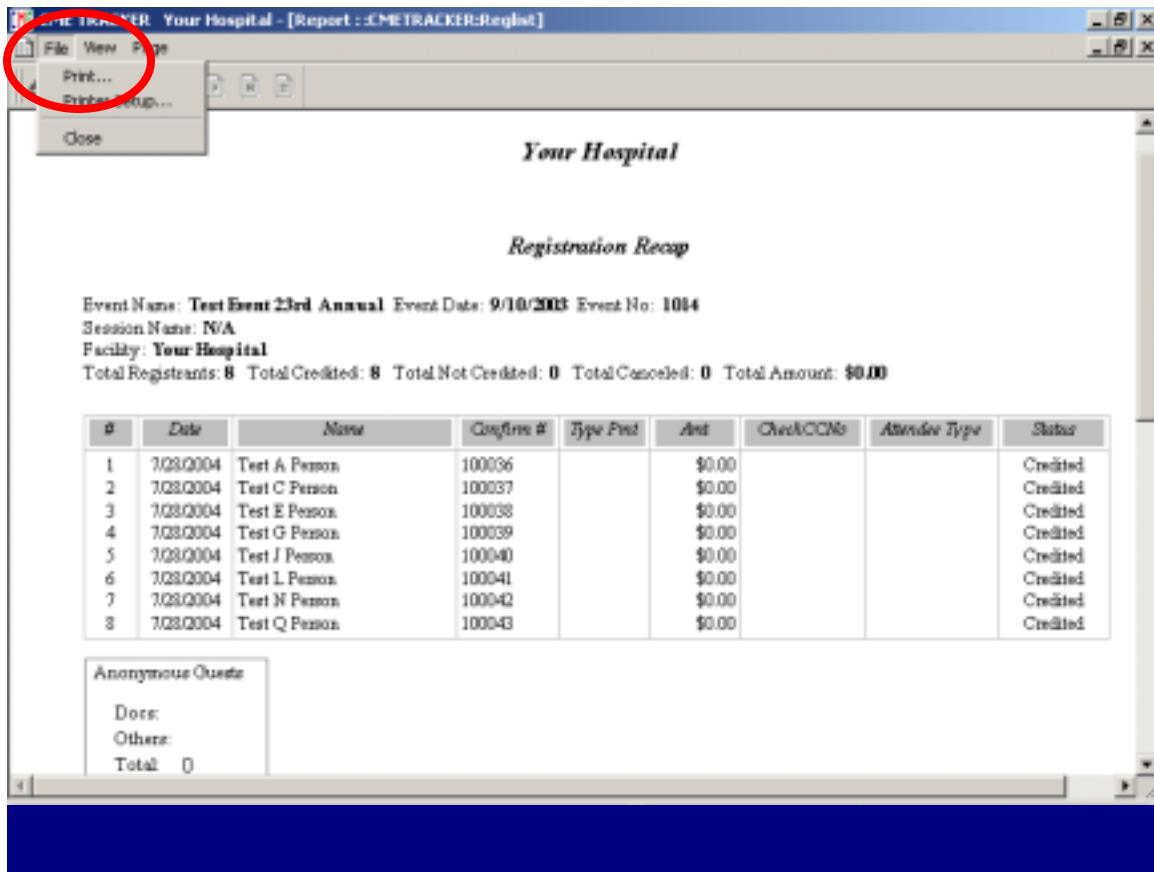 CME TRACKER Your Hospital - [Report : :CMETRACKER:Reglist]
File View Page
Print...
Printer Setup...
Close
Your Hospital
Registration Recap
Event Name: Test Event 23rd Annual Event Date: 9/10/2003 Event No: 1014
Session Name: N/A
Facility: Your Hospital
Total Registrants: 8 Total Credited: 8 Total Not Credited: 0 Total Canceled: 0 Total Amount: $0.00
# Date Name Confirm # Type Pmt Amt CheckCCNo Attendee Type Status
1 7/28/2004 Test A Person 100036 $0.00 Credited
2 7/28/2004 Test C Person 100037 $0.00 Credited
3 7/28/2004 Test E Person 100038 $0.00 Credited
4 7/28/2004 Test G Person 100039 $0.00 Credited
5 7/28/2004 Test J Person 100040 $0.00 Credited
6 7/28/2004 Test L Person 100041 $0.00 Credited
7 7/28/2004 Test N Person 100042 $0.00 Credited
8 7/28/2004 Test Q Person 100043 $0.00 Credited
Anonymous Guests
Docs:
Others:
Total: 0